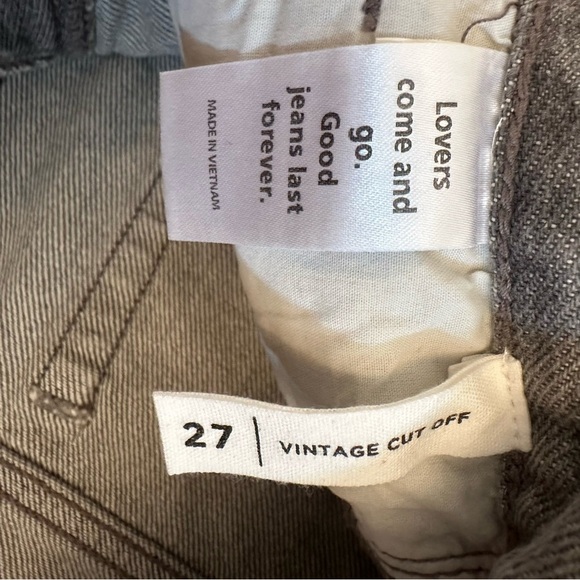 Lovers
come and
go.
Good
jeans last
forever.
MADE IN VIETNAM
27 | VINTAGE CUT OFF